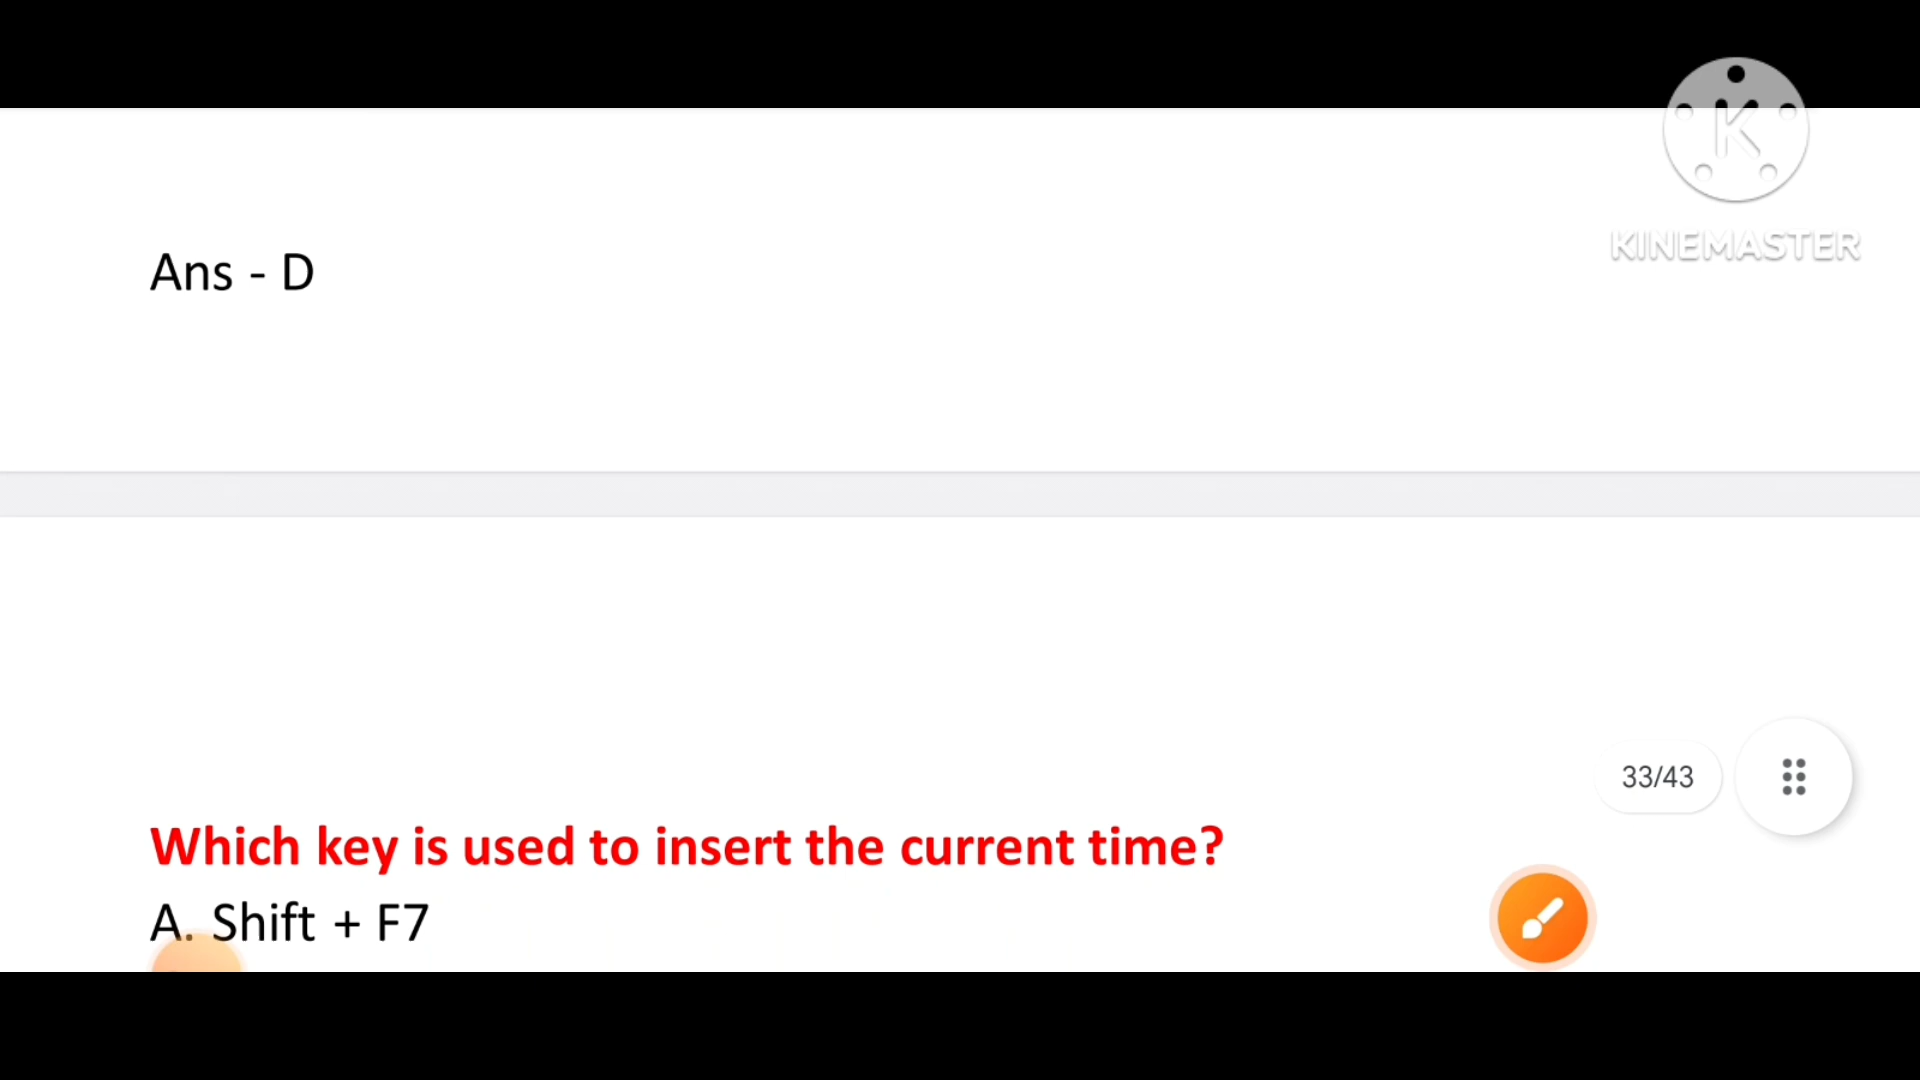 KINEMASTER
Ans - D
33/43
Which key is used to insert the current time?
A. Shift + F7